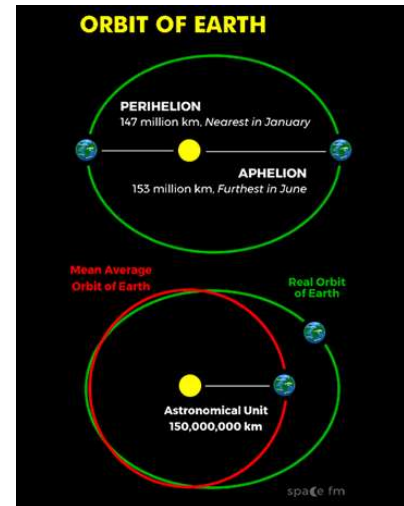 ORBIT OF EARTH
PERIHELION
147 million km, Nearest in January
APHELION
153 million km, Furthest in June
Mean Average
Orbit of Earth
Real Orbit
of Earth
Astronomical Unit
150,000,000 km
space fm